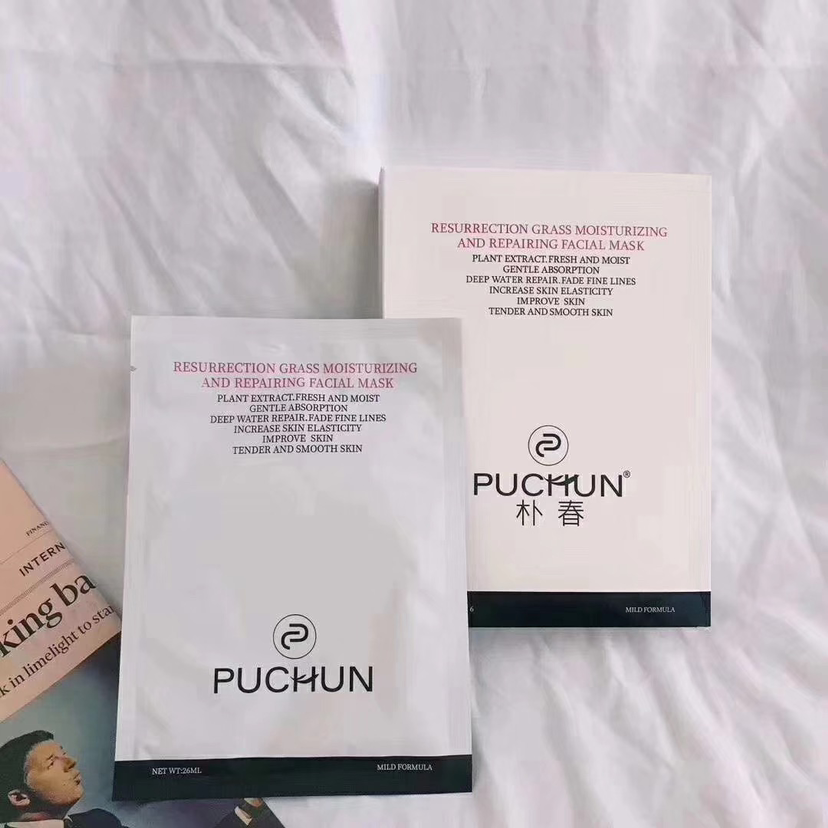 RESURRECTION GRASS MOISTURIZING
AND REPAIRING FACIAL MASK
PLANT EXTRACT.FRESH AND MOIST
GENTLE ABSORPTION
DEEP WATER REPAIR.FADE FINE LINES
INCREASE SKIN ELASTICITY
IMPROVE SKIN
TENDER AND SMOOTH SKIN
PUCHUN®
朴春
6
MILD FORMULA
RESURRECTION GRASS MOISTURIZING
AND REPAIRING FACIAL MASK
PLANT EXTRACT.FRESH AND MOIST
GENTLE ABSORPTION
DEEP WATER REPAIR.FADE FINE LINES
INCREASE SKIN ELASTICITY
IMPROVE SKIN
TENDER AND SMOOTH SKIN
PUCHUN
NET WT:26ML
MILD FORMULA
INTERN
king ba
k in limelight to star